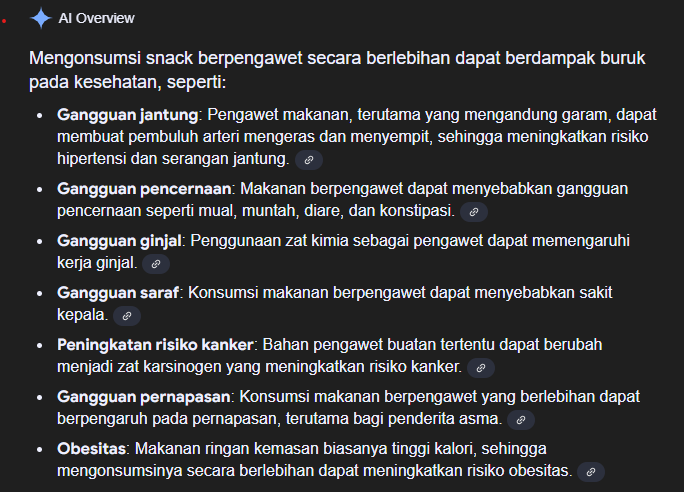 AI Overview
Mengonsumsi snack berpengawet secara berlebihan dapat berdampak buruk
pada kesehatan, seperti:
• Gangguan jantung: Pengawet makanan, terutama yang mengandung garam, dapat
membuat pembuluh arteri mengeras dan menyempit, sehingga meningkatkan risiko
hipertensi dan serangan jantung.
• Gangguan pencernaan: Makanan berpengawet dapat menyebabkan gangguan
pencernaan seperti mual, muntah, diare, dan konstipasi.
• Gangguan ginjal: Penggunaan zat kimia sebagai pengawet dapat memengaruhi
kerja ginjal.
• Gangguan saraf: Konsumsi makanan berpengawet dapat menyebabkan sakit
kepala.
• Peningkatan risiko kanker: Bahan pengawet buatan tertentu dapat berubah
menjadi zat karsinogen yang meningkatkan risiko kanker.
• Gangguan pernapasan: Konsumsi makanan berpengawet yang berlebihan dapat
berpengaruh pada pernapasan, terutama bagi penderita asma.
• Obesitas: Makanan ringan kemasan biasanya tinggi kalori, sehingga
mengonsumsinya secara berlebihan dapat meningkatkan risiko obesitas.